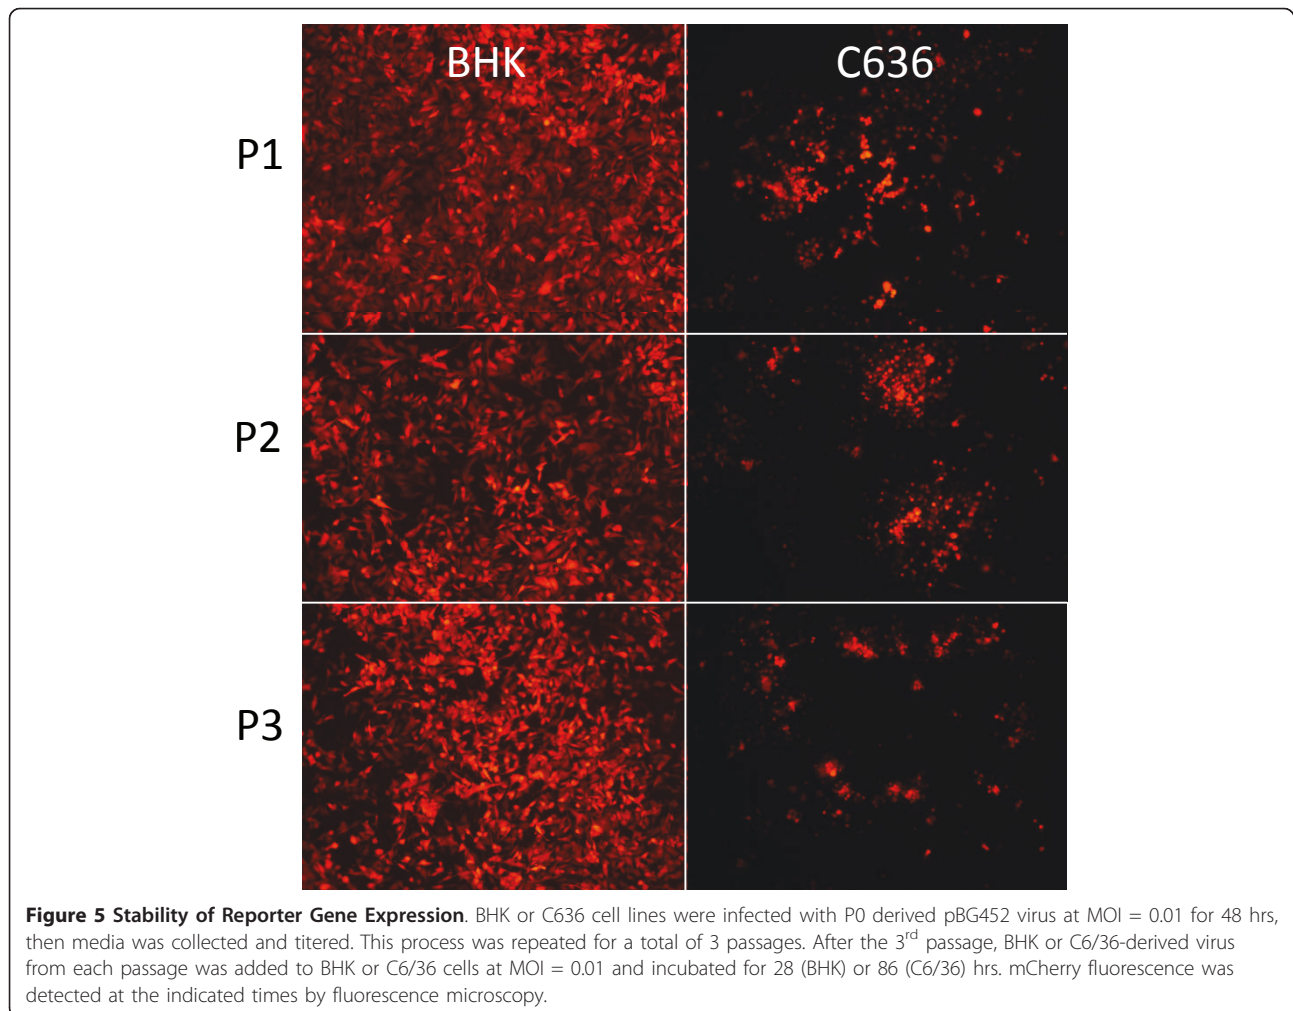 BHK
C636
P1
P2
P3
Figure 5 Stability of Reporter Gene Expression. BHK or C636 cell lines were infected with P0 derived pBG452 virus at MOI = 0.01 for 48 hrs,
then media was collected and titered. This process was repeated for a total of 3 passages. After the 3rd passage, BHK or C6/36-derived virus
from each passage was added to BHK or C6/36 cells at MOI = 0.01 and incubated for 28 (BHK) or 86 (C6/36) hrs. mCherry fluorescence was
detected at the indicated times by fluorescence microscopy.